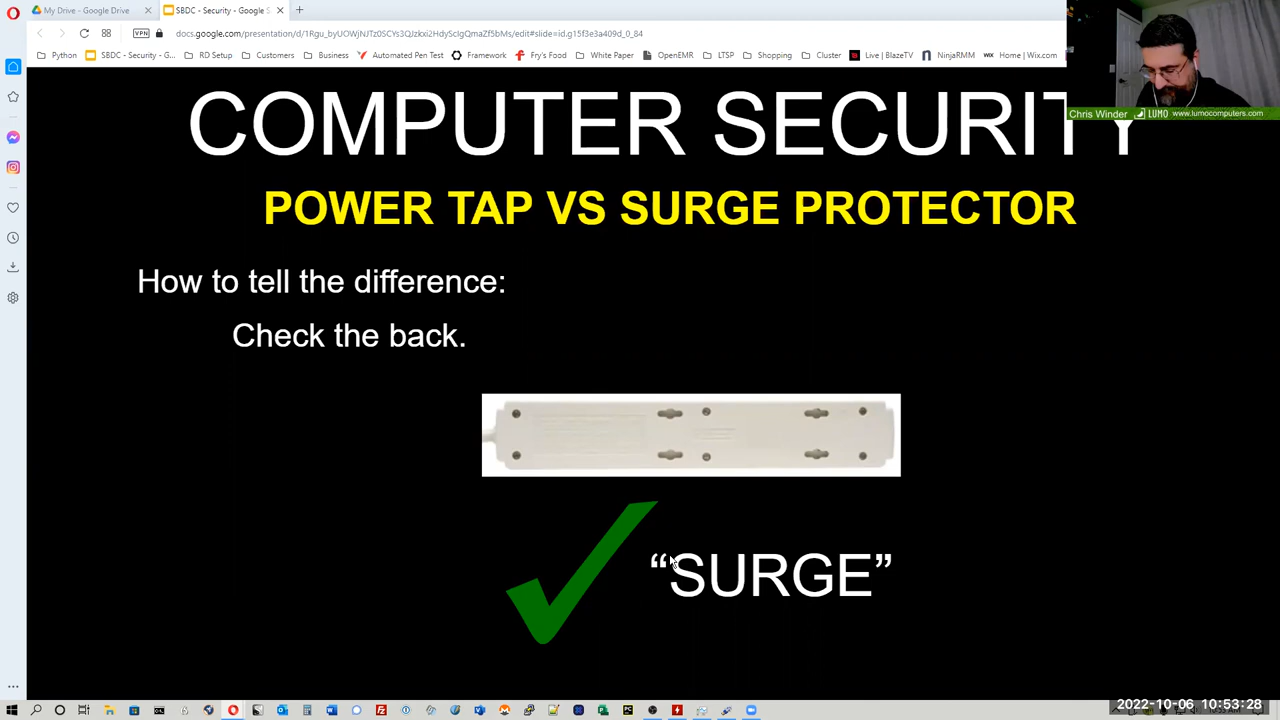 My Drive - Google Drive
SBDC - Security - Google S
VPN
docs.google.com/presentation/d/1Rgu_byUOWjNJTz0SCYs3QJzkxi2HdyScIgQmaZf5bMs/edit#slide=id.g15f3e3a409d_0_84
Python
SBDC - Security - G...
RD Setup
Customers
Business
Automated Pen Test
Framework
Fry's Food
White Paper
OpenEMR
LTSP
Shopping
Cluster
Live | BlazeTV
NinjaRMM
Home | Wix.com
Chris Winder LUMO www.lumocomputers.com
COMPUTER SECURITY
POWER TAP VS SURGE PROTECTOR
How to tell the difference:
Check the back.
“SURGE”
2022-10-06 10:53:28